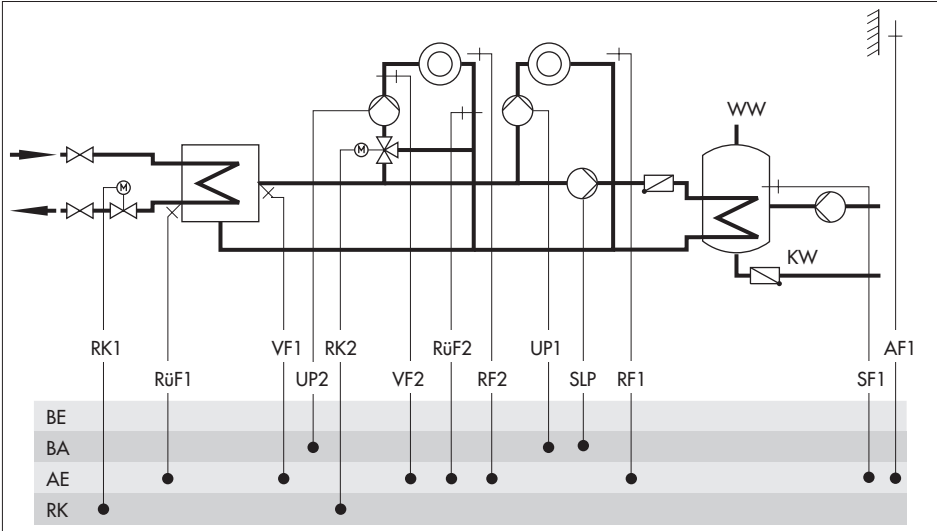 WW
M
M
KW
RK1 VF1 RK2 RüF2 UP1 AF1
RüF1 UP2 VF2 RF2 SLP RF1 SF1
BE
BA
AE
RK